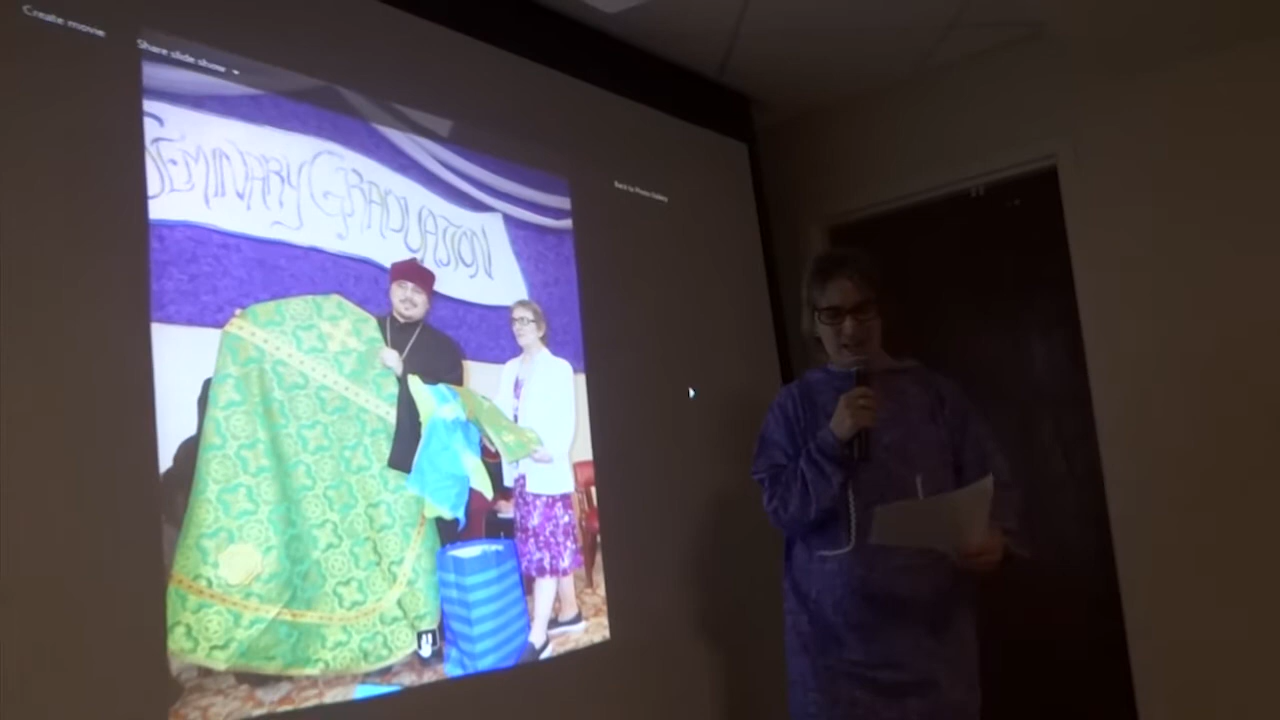 Create movie
Share slide show
SEMINARY GRADUATION
Back to Photo Gallery